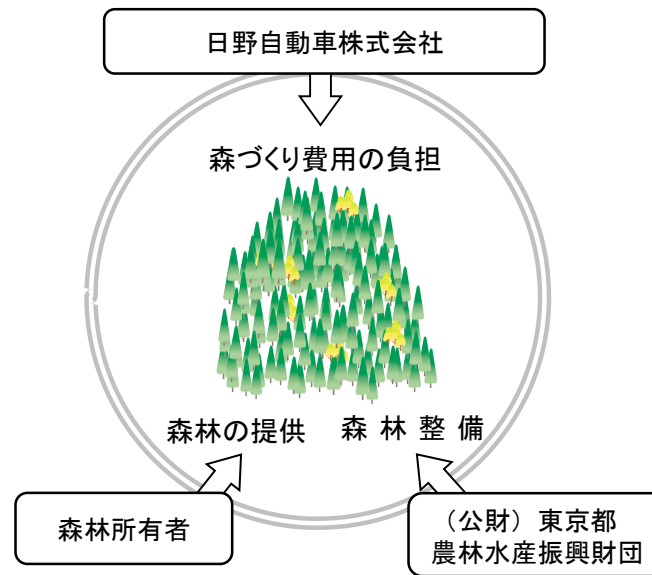 日野自動車株式会社
森づくり費用の負担
森林の提供
森林整備
森林所有者
（公財）東京都
農林水産振興財団